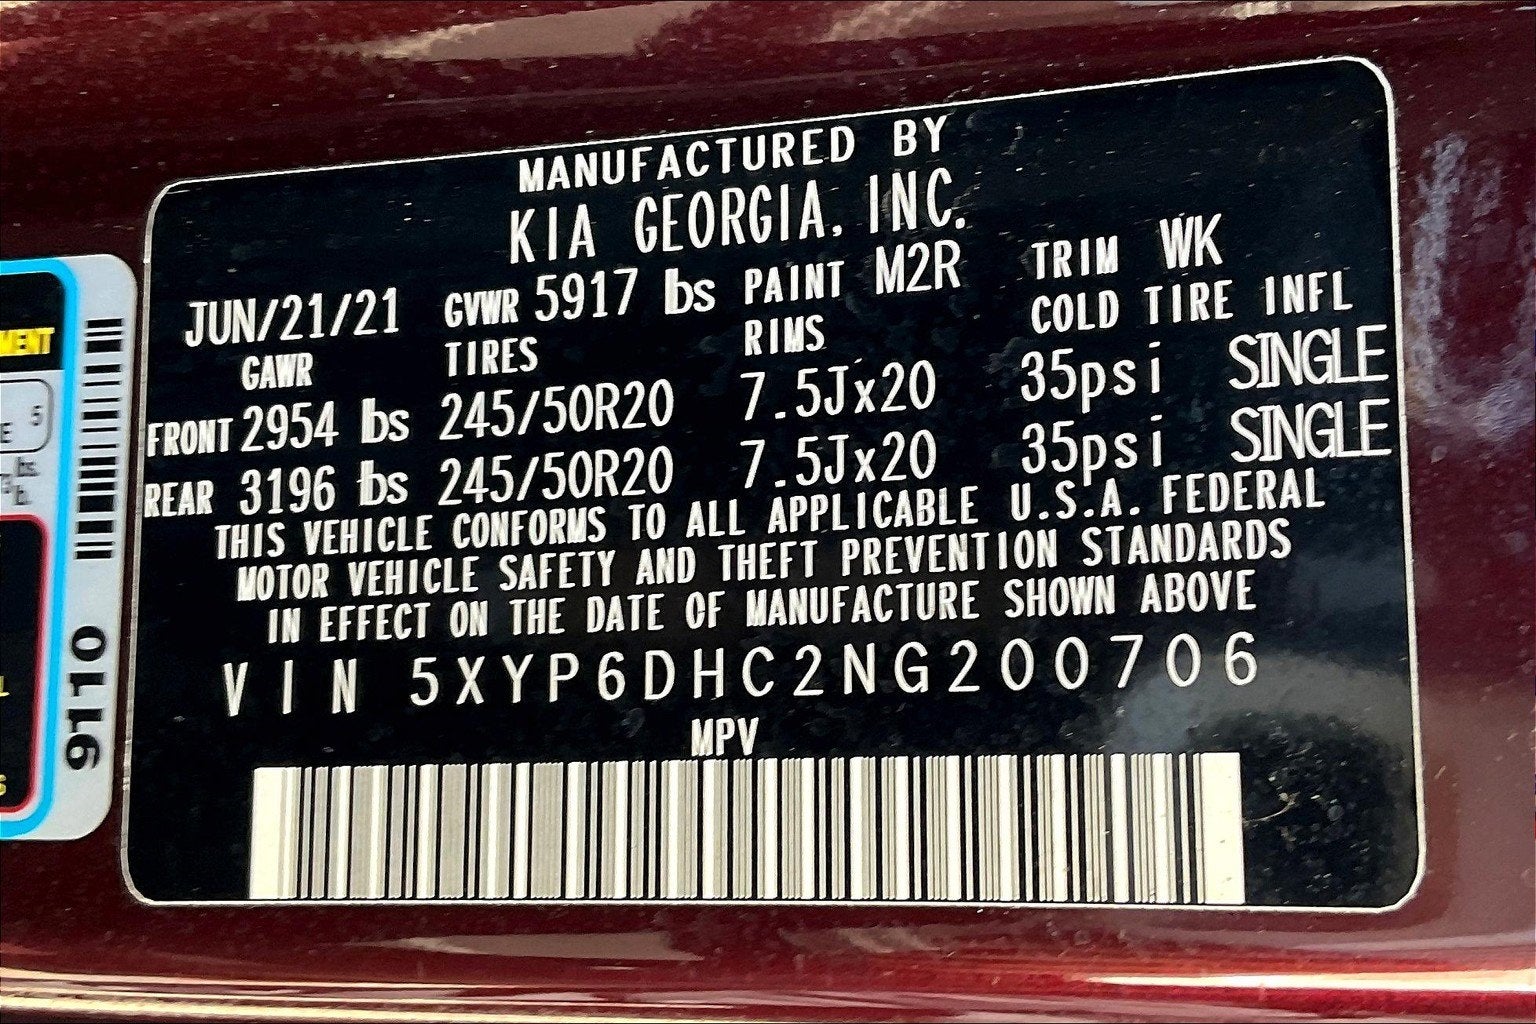 MANUFACTURED BY
KIA GEORGIA, INC.
JUN/21/21 GVWR 5917 lbs PAINT M2R TRIM WK
GAWR TIRES RIMS COLD TIRE INFL
FRONT 2954 lbs 245/50R20 7.5Jx20 35psi SINGLE
REAR 3196 lbs 245/50R20 7.5Jx20 35psi SINGLE
THIS VEHICLE CONFORMS TO ALL APPLICABLE U.S.A. FEDERAL
MOTOR VEHICLE SAFETY AND THEFT PREVENTION STANDARDS
IN EFFECT ON THE DATE OF MANUFACTURE SHOWN ABOVE
VIN 5XYP6DHC2NG200706
MPV
9110
5